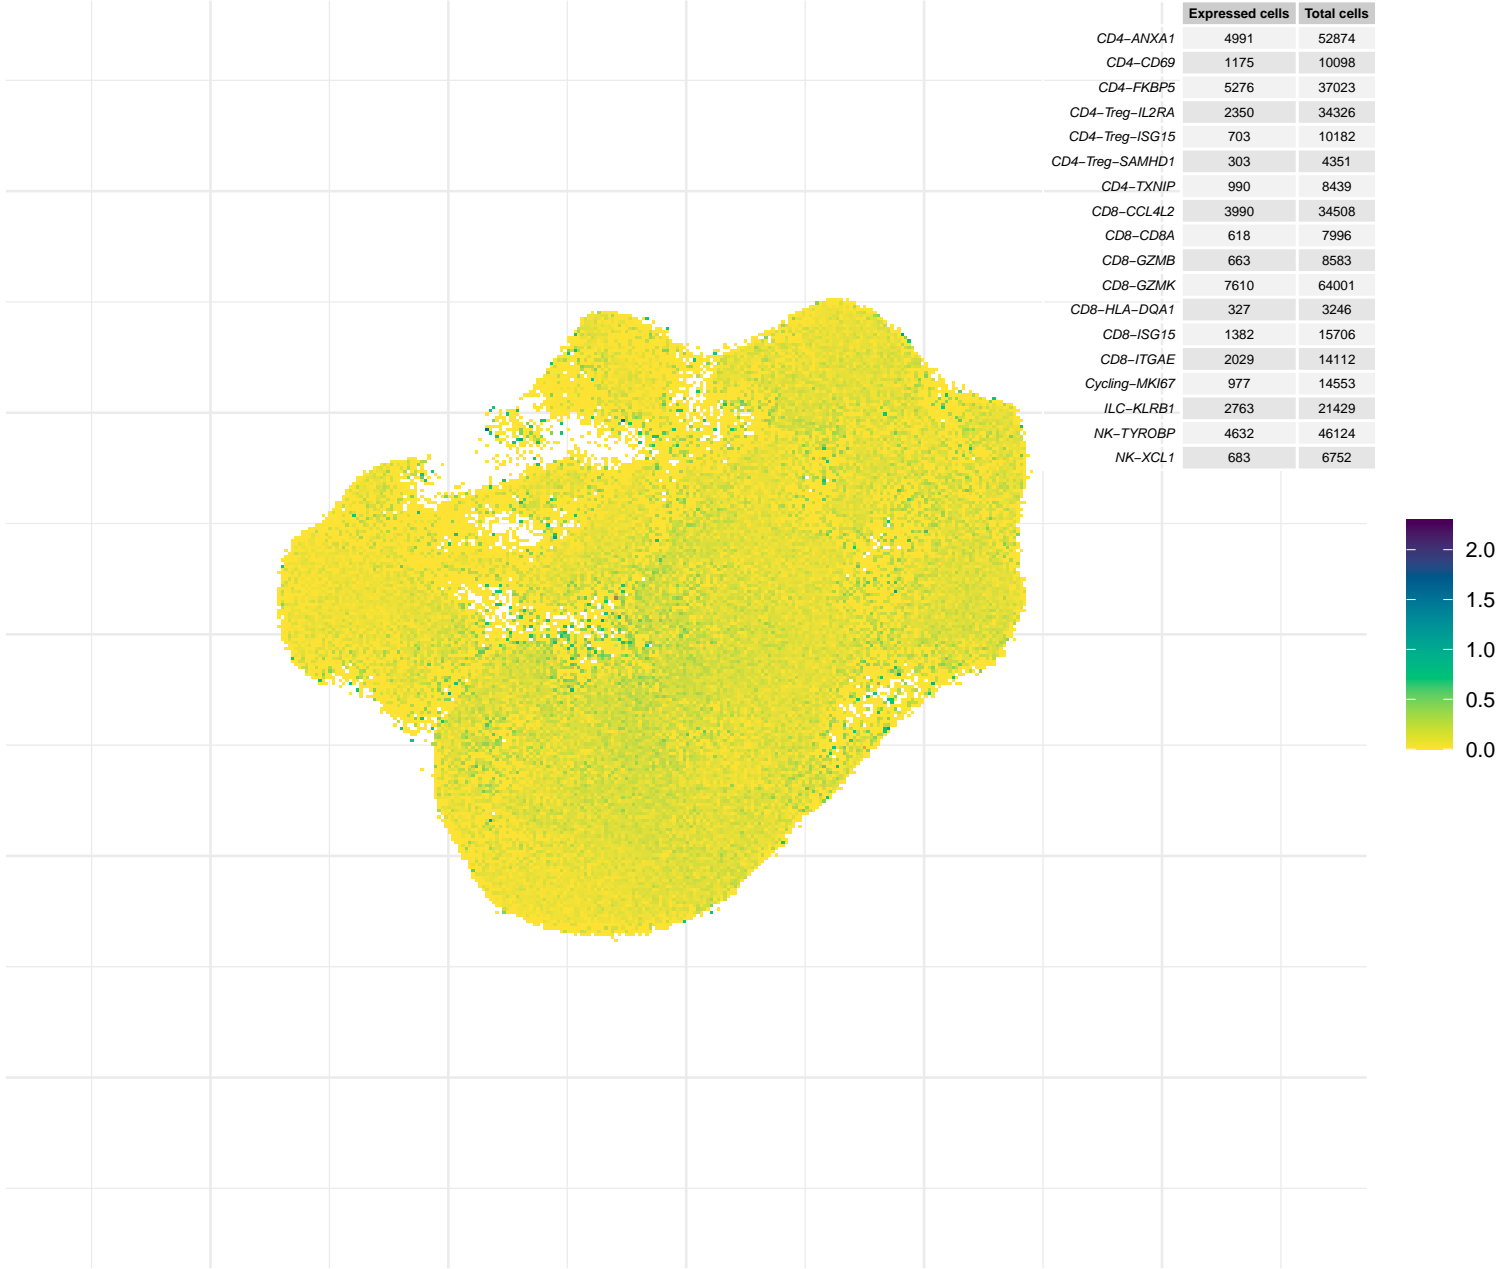 Expressed cells Total cells
CD4−ANXA1 4991 52874
CD4−CD69 1175 10098
CD4−FKBP5 5276 37023
CD4−Treg−IL2RA 2350 34326
CD4−Treg−ISG15 703 10182
CD4−Treg−SAMHD1 303 4351
CD4−TXNIP 990 8439
CD8−CCL4L2 3990 34508
CD8−CD8A 618 7996
CD8−GZMB 663 8583
CD8−GZMK 7610 64001
CD8−HLA−DQA1 327 3246
CD8−ISG15 1382 15706
CD8−ITGAE 2029 14112
Cycling−MKI67 977 14553
ILC−KLRB1 2763 21429
NK−TYROBP 4632 46124
NK−XCL1 683 6752
2.0
1.5
1.0
0.5
0.0